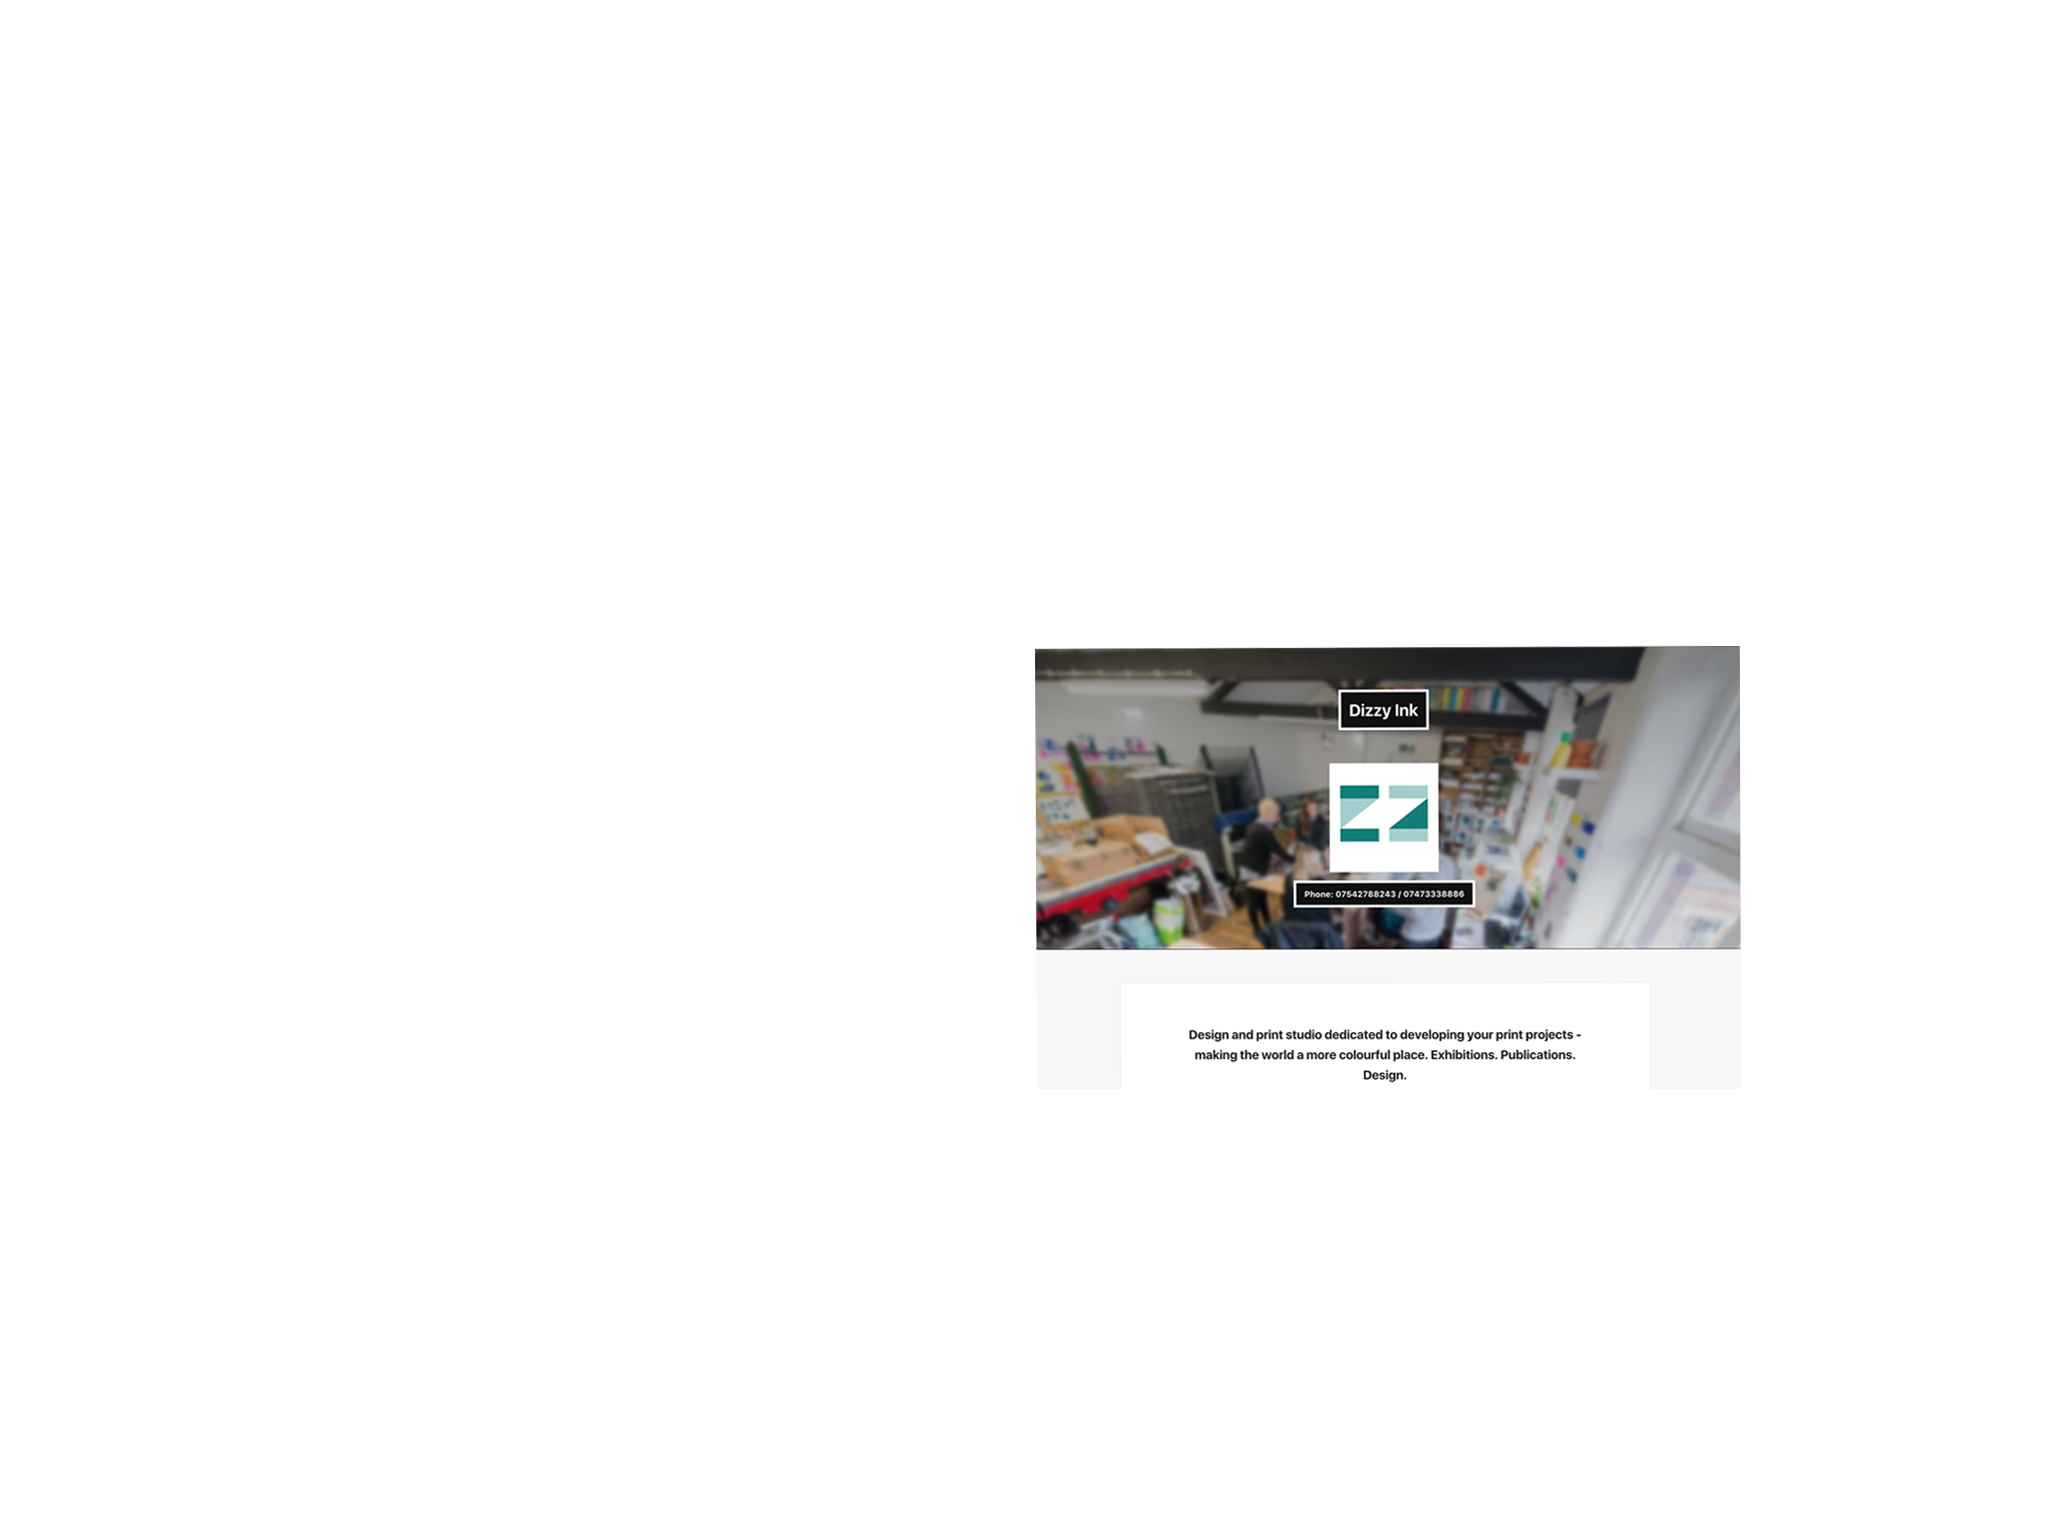 Dizzy Ink
Phone: 07542788243 / 07473338886
Design and print studio dedicated to developing your print projects -
making the world a more colourful place. Exhibitions. Publications.
Design.